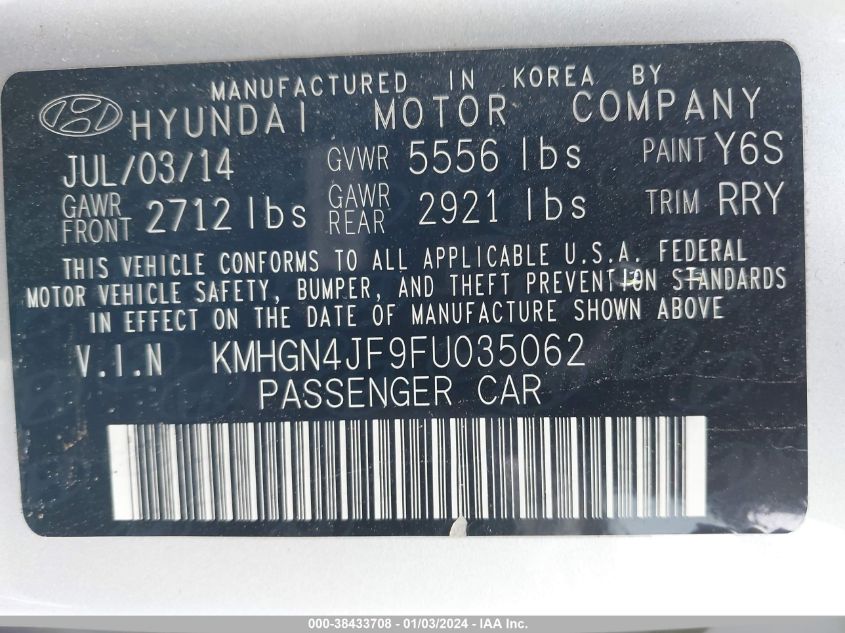 MANUFACTURED IN KOREA BY
HYUNDAI MOTOR COMPANY
JUL/03/14 GVWR 5556 lbs PAINT Y6S
GAWR FRONT 2712 lbs GAWR REAR 2921 lbs TRIM RRY
THIS VEHICLE CONFORMS TO ALL APPLICABLE U.S.A. FEDERAL
MOTOR VEHICLE SAFETY, BUMPER, AND THEFT PREVENTION STANDARDS
IN EFFECT ON THE DATE OF MANUFACTURE SHOWN ABOVE
V.I.N KMHGN4JF9FU035062
PASSENGER CAR
000-38433708 - 01/03/2024 - IAA Inc.